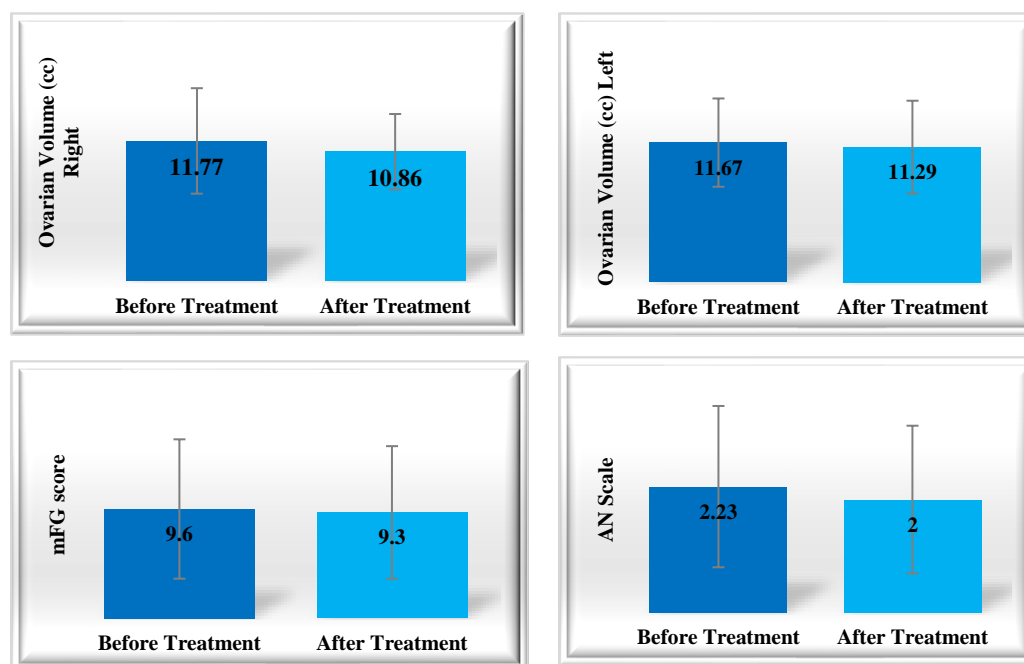 Ovarian Volume (cc)
Right
11.77
10.86
Before Treatment
After Treatment
Ovarian Volume (cc) Left
11.67
11.29
Before Treatment
After Treatment
mFG score
9.6
9.3
Before Treatment
After Treatment
AN Scale
2.23
2
Before Treatment
After Treatment